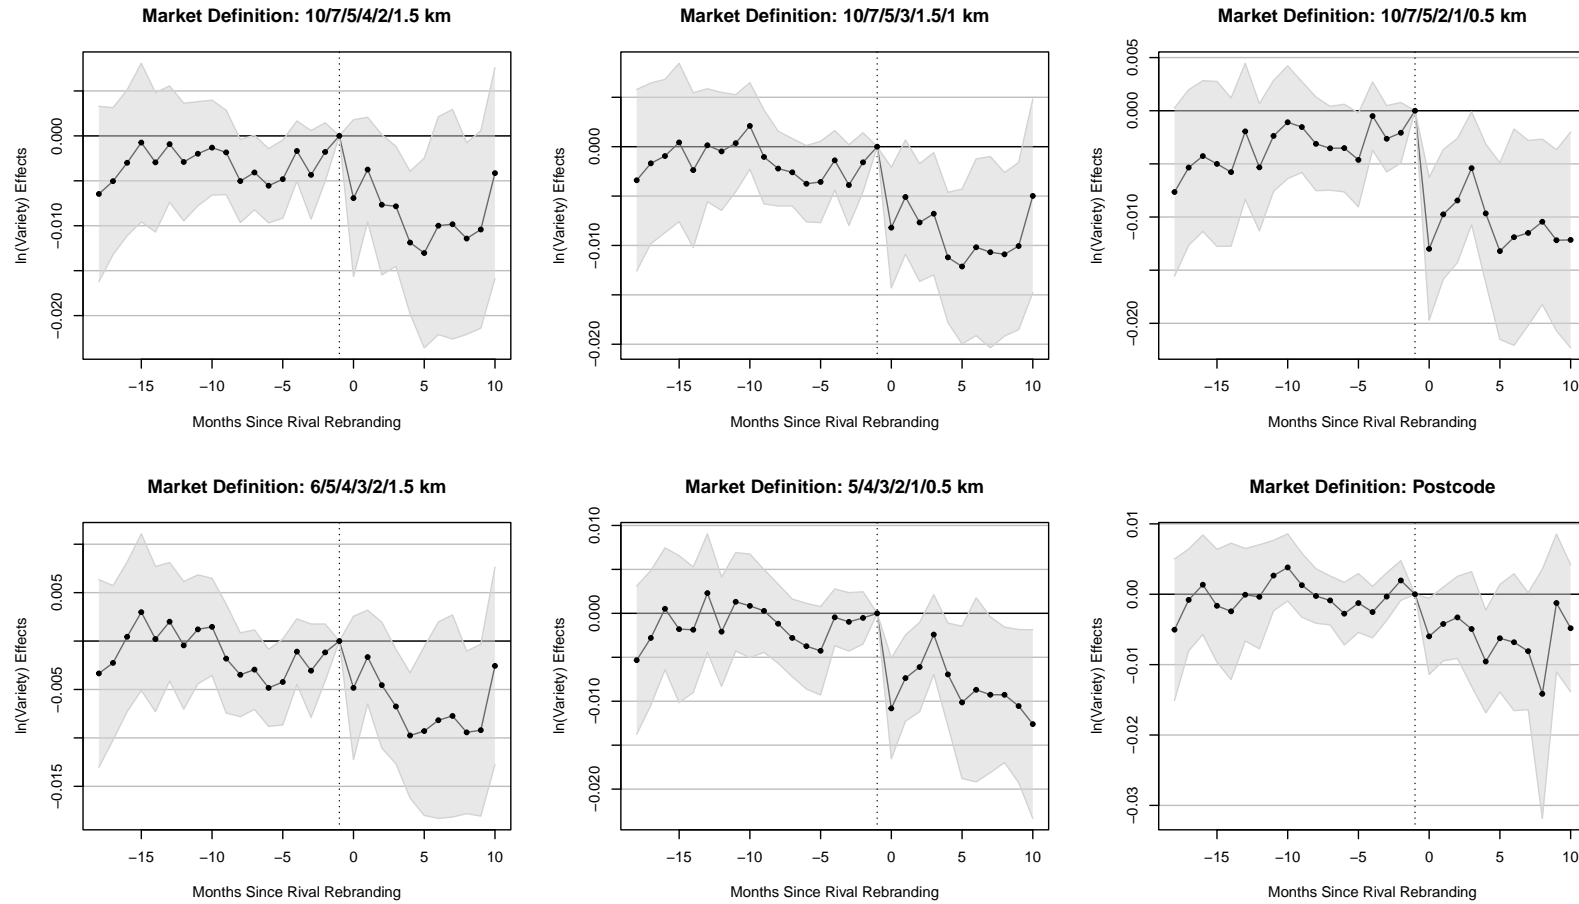 Market Definition: 10/7/5/4/2/1.5 km
ln(Variety) Effects
0.000
−0.010
−0.020
−15 −10 −5 0 5 10
Months Since Rival Rebranding
Market Definition: 10/7/5/3/1.5/1 km
ln(Variety) Effects
0.000
−0.010
−0.020
−15 −10 −5 0 5 10
Months Since Rival Rebranding
Market Definition: 10/7/5/2/1/0.5 km
ln(Variety) Effects
0.005
0.000
−0.010
−0.020
−15 −10 −5 0 5 10
Months Since Rival Rebranding
Market Definition: 6/5/4/3/2/1.5 km
ln(Variety) Effects
0.005
−0.005
−0.015
−15 −10 −5 0 5 10
Months Since Rival Rebranding
Market Definition: 5/4/3/2/1/0.5 km
ln(Variety) Effects
0.010
0.000
−0.010
−0.020
−15 −10 −5 0 5 10
Months Since Rival Rebranding
Market Definition: Postcode
ln(Variety) Effects
0.01
0.00
−0.01
−0.02
−0.03
−15 −10 −5 0 5 10
Months Since Rival Rebranding